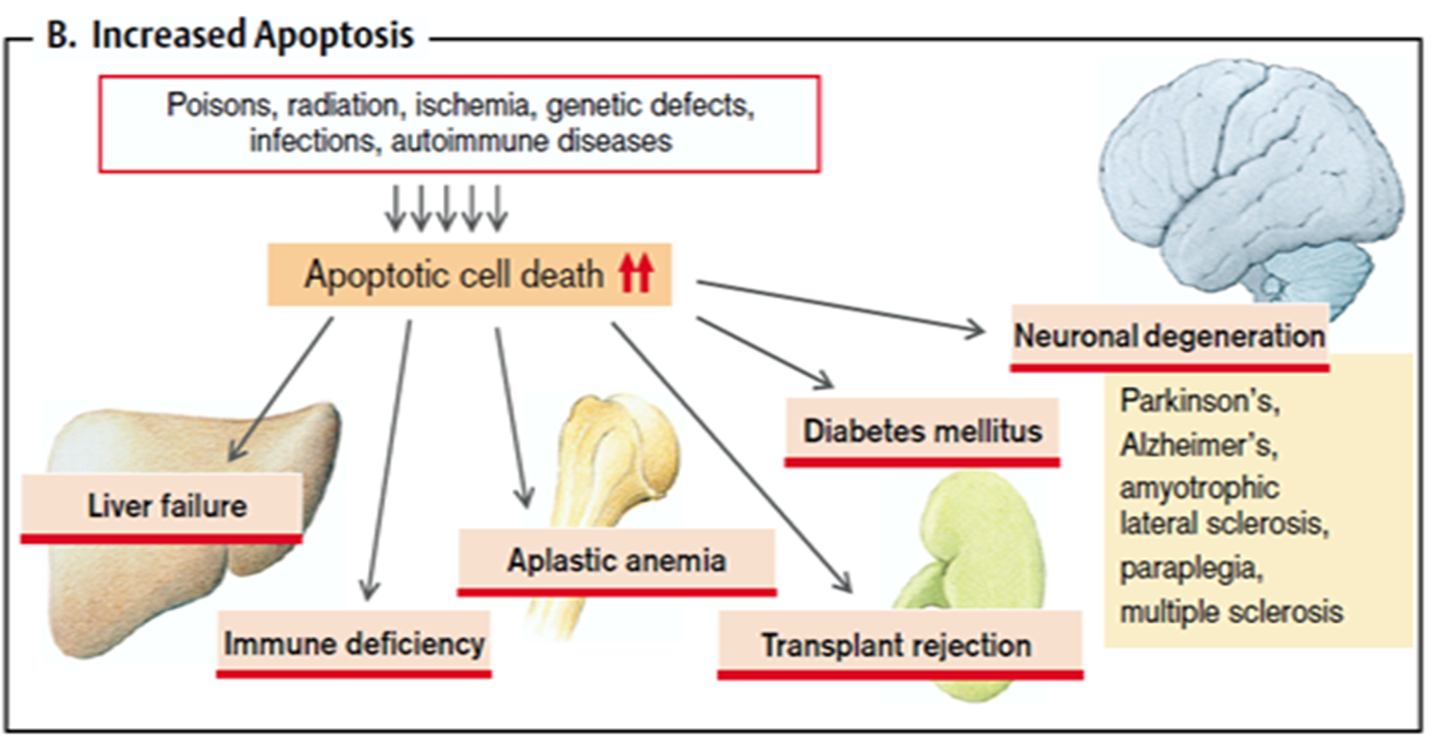 B. Increased Apoptosis
Poisons, radiation, ischemia, genetic defects,
infections, autoimmune diseases
Apoptotic cell death
Neuronal degeneration
Parkinson's,
Alzheimer's,
amyotrophic
lateral sclerosis,
paraplegia,
multiple sclerosis
Diabetes mellitus
Liver failure
Aplastic anemia
Immune deficiency
Transplant rejection